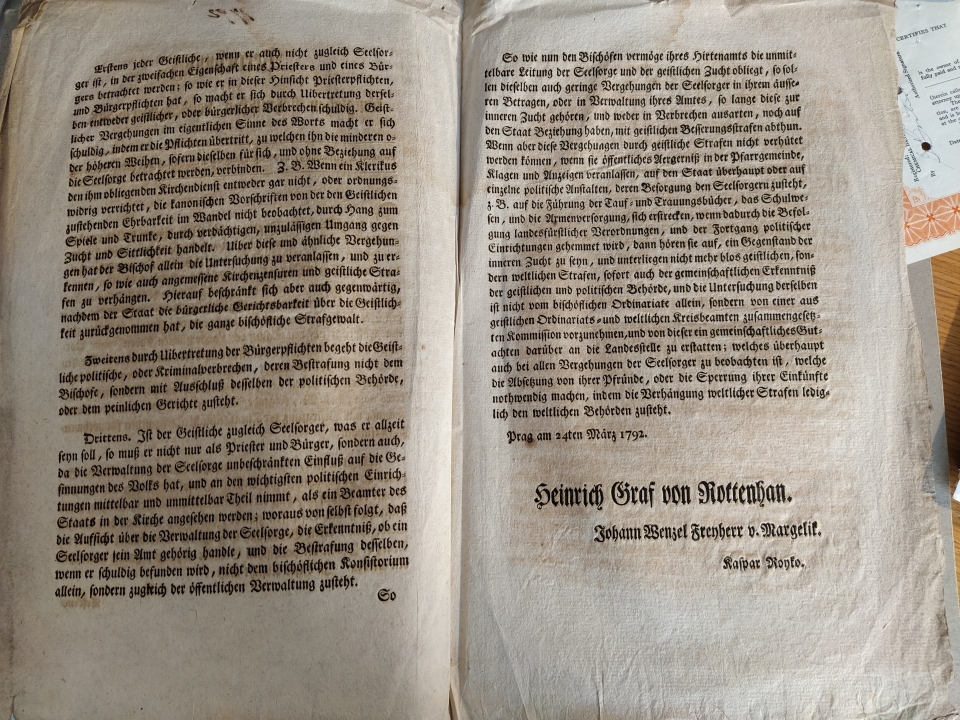 Erstens jeder Geistliche, wenn er auch nicht zugleich Seelsor-
ger ist, in der zweifachen Eigenschaft eines Priesters und eines Bür-
gers betrachtet werden; so wie er in dieser Hinsicht Priesterpflichten,
und Bürgerpflichten hat, so macht er sich durch Uibertretung dersel-
ben entweder geistlicher, oder bürgerlicher Verbrechen schuldig. Geist-
licher Vergehungen im eigentlichen Sinne des Worts macht er sich
schuldig, indem er die Pflichten übertritt, zu welchen ihn die minderen o-
der höheren Weihen, sofern dieselben für sich, und ohne Beziehung auf
die Seelsorge betrachtet werden, verbinden. Z. B. Wenn ein Klerikus
den ihm obliegenden Kirchendienst entweder gar nicht, oder ordnungs-
widrig verrichtet, die kanonischen Vorschriften von der den Geistlichen
zustehenden Ehrbarkeit im Wandel nicht beobachtet, durch Hang zum
Spiele und Trunke, durch verdächtigen, unzulässigen Umgang gegen
Zucht und Sittlichkeit handelt. Uiber diese und ähnliche Vergehun-
gen hat der Bischof allein die Untersuchung zu veranlassen, und zu er-
kennen, so wie auch angemessene Kirchenzensuren und geistliche Stra-
fen zu verhängen. Hierauf beschränkt sich aber auch gegenwärtig,
nachdem der Staat die bürgerliche Gerichtsbarkeit über die Geistlich-
keit zurückgenommen hat, die ganze bischöfliche Strafgewalt.
Zweitens durch Uibertretung der Bürgerpflichten begeht die Geist-
liche politische, oder Kriminalverbrechen, deren Bestrafung nicht dem
Bischofe, sondern mit Ausschluß desselben der politischen Behörde,
oder dem peinlichen Gerichte zusteht.
Drittens. Ist der Geistliche zugleich Seelsorger, was er allzeit
seyn soll, so muß er nicht nur als Priester und Bürger, sondern auch,
da die Verwaltung der Seelsorge unbeschränkten Einfluß auf die Ge-
sinnungen des Volks hat, und an den wichtigsten politischen Einrich-
tungen mittelbar und unmittelbar Theil nimmt, als ein Beamter des
Staats in der Kirche angesehen werden; woraus von selbst folgt, daß
die Aufsicht über die Verwaltung der Seelsorge, die Erkenntniß, ob ein
Seelsorger sein Amt gehörig handle, und die Bestrafung desselben,
wenn er schuldig befunden wird, nicht dem bischöflichen Konsistorium
allein, sondern zugleich der öffentlichen Verwaltung zusteht.
So
So wie nun den Bischöfen vermöge ihres Hirtenamts die unmit-
telbare Leitung der Seelsorge und der geistlichen Zucht obliegt, so sol-
len dieselben auch geringe Vergehungen der Seelsorger in ihrem äusse-
ren Betragen, oder in Verwaltung ihres Amtes, so lange diese zur
inneren Zucht gehören, und weder in Verbrechen ausarten, noch auf
den Staat Beziehung haben, mit geistlichen Besserungsstrafen abthun.
Wenn aber diese Vergehungen durch geistliche Strafen nicht verhütet
werden können, wenn sie öffentliches Aergerniß in der Pfarrgemeinde,
Klagen und Anzeigen veranlassen, auf den Staat überhaupt oder auf
einzelne politische Anstalten, deren Besorgung den Seelsorgern zusteht,
z. B. auf die Führung der Tauf- und Trauungsbücher, das Schulwe-
sen, und die Armenversorgung, sich erstrecken, wenn dadurch die Befol-
gung landesfürstlicher Verordnungen, und der Fortgang politischer
Einrichtungen gehemmt wird, dann hören sie auf, ein Gegenstand der
inneren Zucht zu seyn, und unterliegen nicht mehr blos geistlichen, son-
dern weltlichen Strafen, sofort auch der gemeinschaftlichen Erkenntniß
der geistlichen und politischen Behörde, und die Untersuchung derselben
ist nicht vom bischöflichen Ordinariate allein, sondern von einer aus
geistlichen Ordinariats- und weltlichen Kreisbeamten zusammengesetz-
ten Kommission vorzunehmen, und von dieser ein gemeinschaftliches Gut-
achten darüber an die Landesstelle zu erstatten; welches überhaupt
auch bei allen Vergehungen der Seelsorger zu beobachten ist, welche
die Absetzung von ihrer Pfründe, oder die Sperrung ihrer Einkünfte
nothwendig machen, indem die Verhängung weltlicher Strafen ledig-
lich den weltlichen Behörden zusteht.
Prag am 24ten März 1792.
Heinrich Graf von Rottenhan.
Johann Wenzel Freyherr v. Margelik.
Kaspar Royko.
CERTIFIES THAT
is the owner of
fully paid and